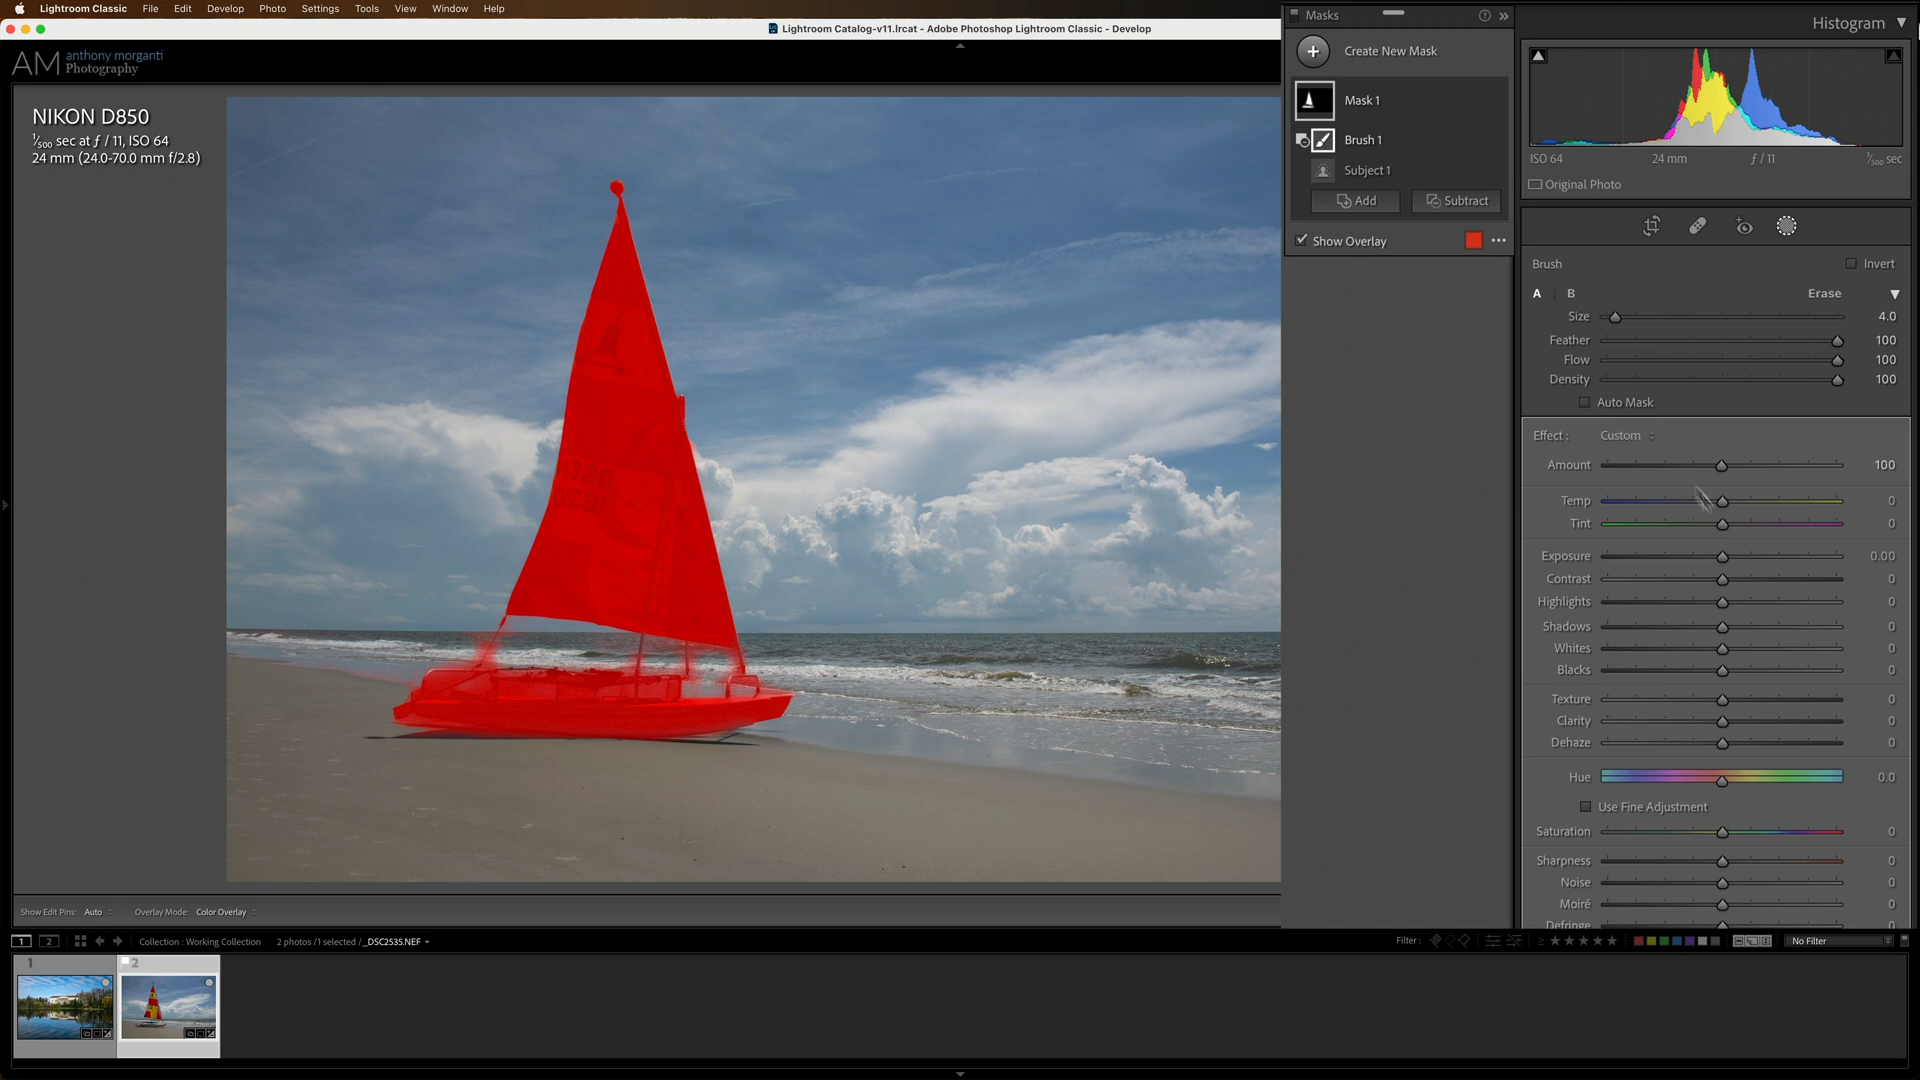 Lightroom Classic File Edit Develop Photo Settings Tools View Window Help
Lightroom Catalog-v11.lrcat - Adobe Photoshop Lightroom Classic - Develop
AM anthony morganti
Photography
NIKON D850
1/500 sec at ƒ / 11, ISO 64
24 mm (24.0-70.0 mm f/2.8)
Masks
Create New Mask
Mask 1
Brush 1
Subject 1
Add Subtract
Show Overlay
Histogram
ISO 64 24 mm ƒ / 11 1/500 sec
Original Photo
Brush Invert
A B Erase
Size 4.0
Feather 100
Flow 100
Density 100
Auto Mask
Effect : Custom
Amount 100
Temp 0
Tint 0
Exposure 0.00
Contrast 0
Highlights 0
Shadows 0
Whites 0
Blacks 0
Texture 0
Clarity 0
Dehaze 0
Hue 0.0
Use Fine Adjustment
Saturation 0
Sharpness 0
Noise 0
Moiré 0
Defringe 0
Show Edit Pins: Auto Overlay Mode: Color Overlay
1 2 Collection : Working Collection 2 photos /1 selected /_DSC2535.NEF Filter : No Filter
1 2